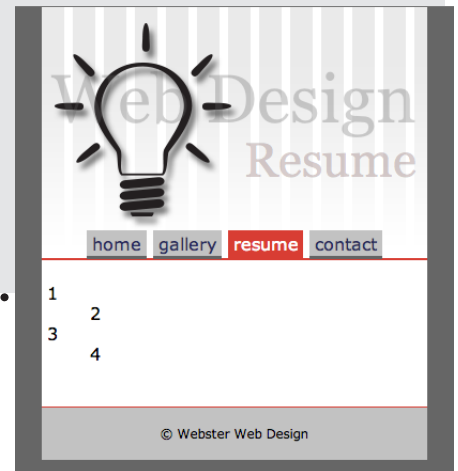 Web Design
Resume
home gallery resume contact
1
2
3
4
© Webster Web Design